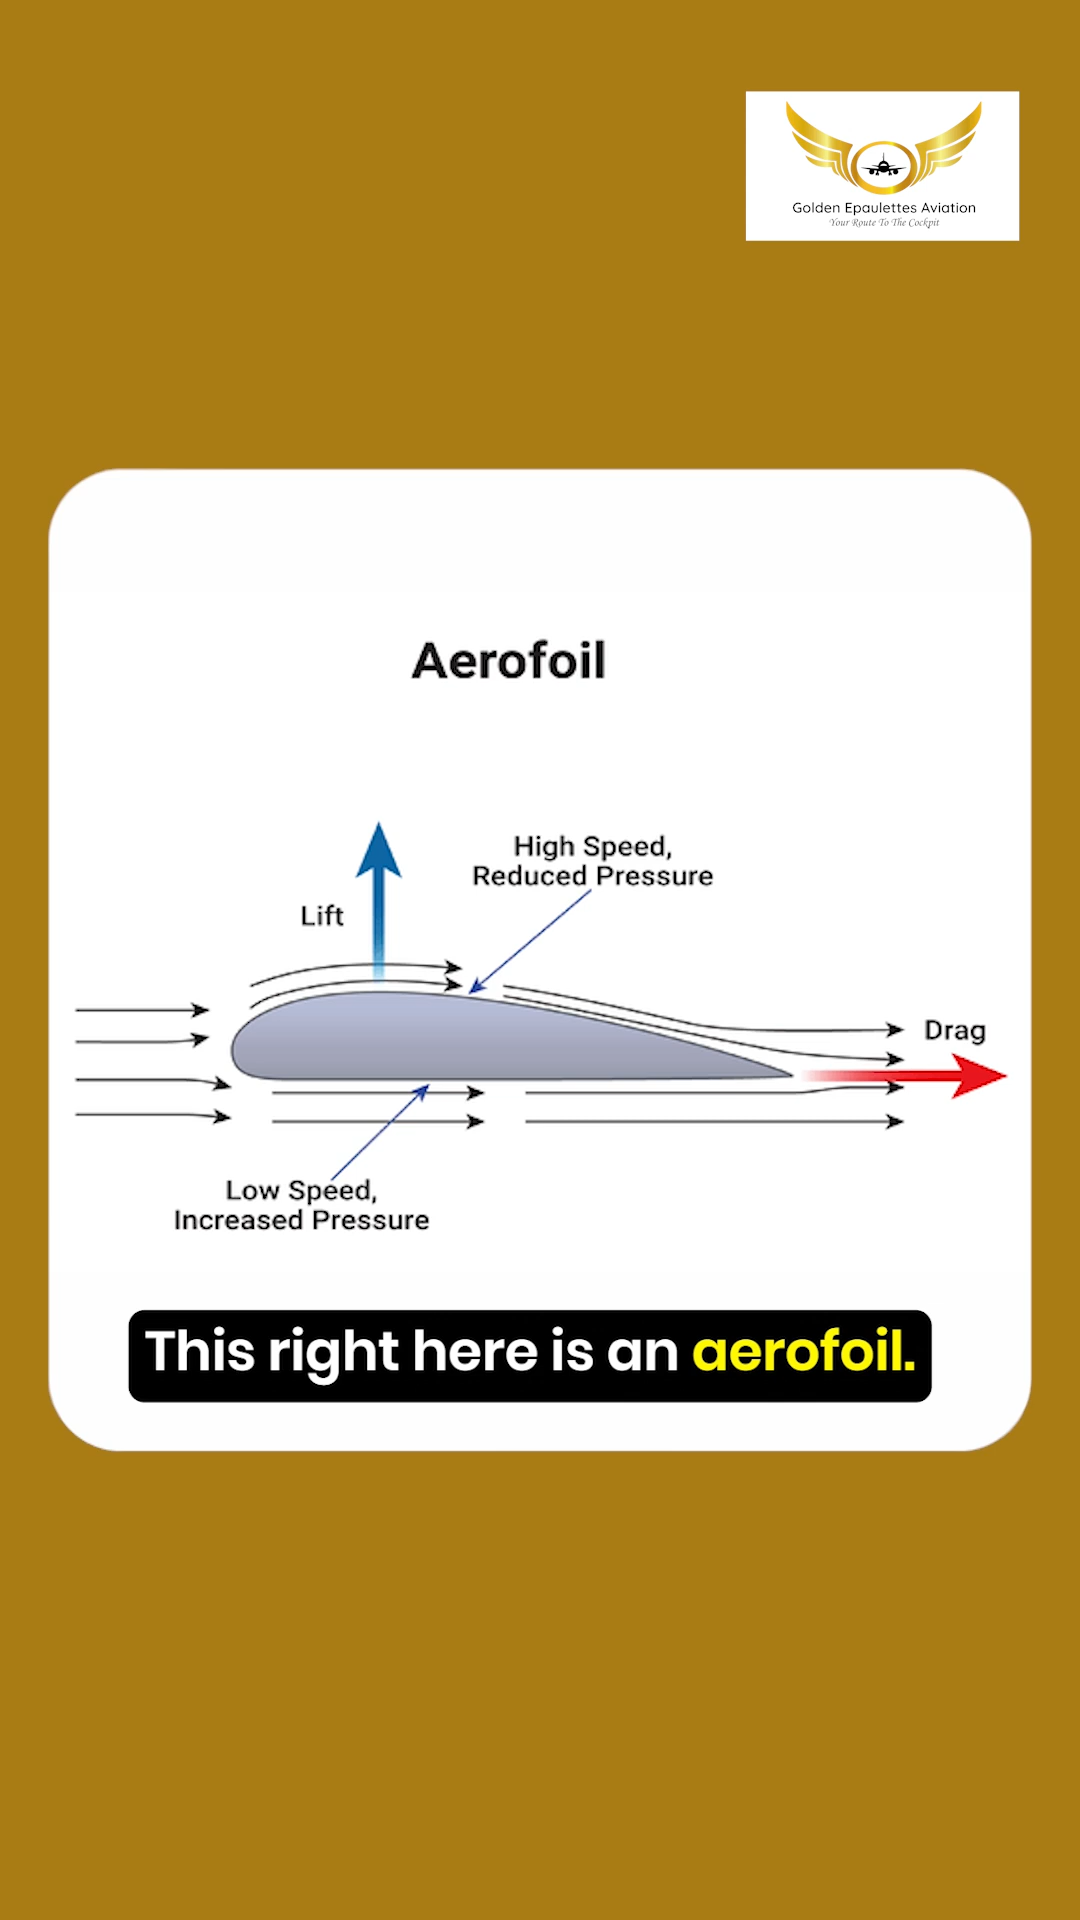 Golden Epaulettes Aviation
Your Route To The Cockpit
Aerofoil
High Speed,
Reduced Pressure
Lift
Drag
Low Speed,
Increased Pressure
This right here is an aerofoil.